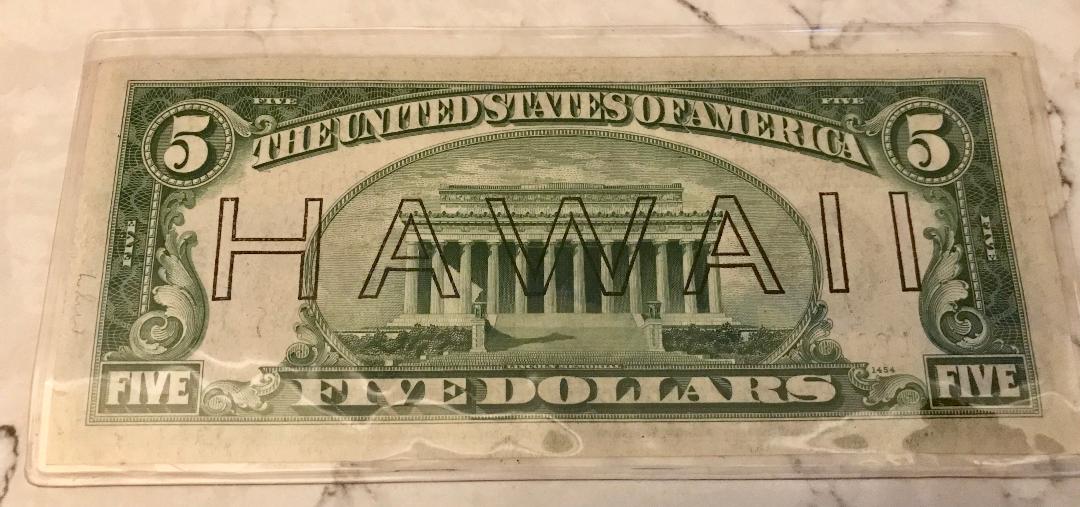 FIVE FIVE
5 THE UNITED STATES OF AMERICA 5
HAWAII
FIVE FIVE
LINCOLN MEMORIAL
1454
FIVE FIVE DOLLARS FIVE